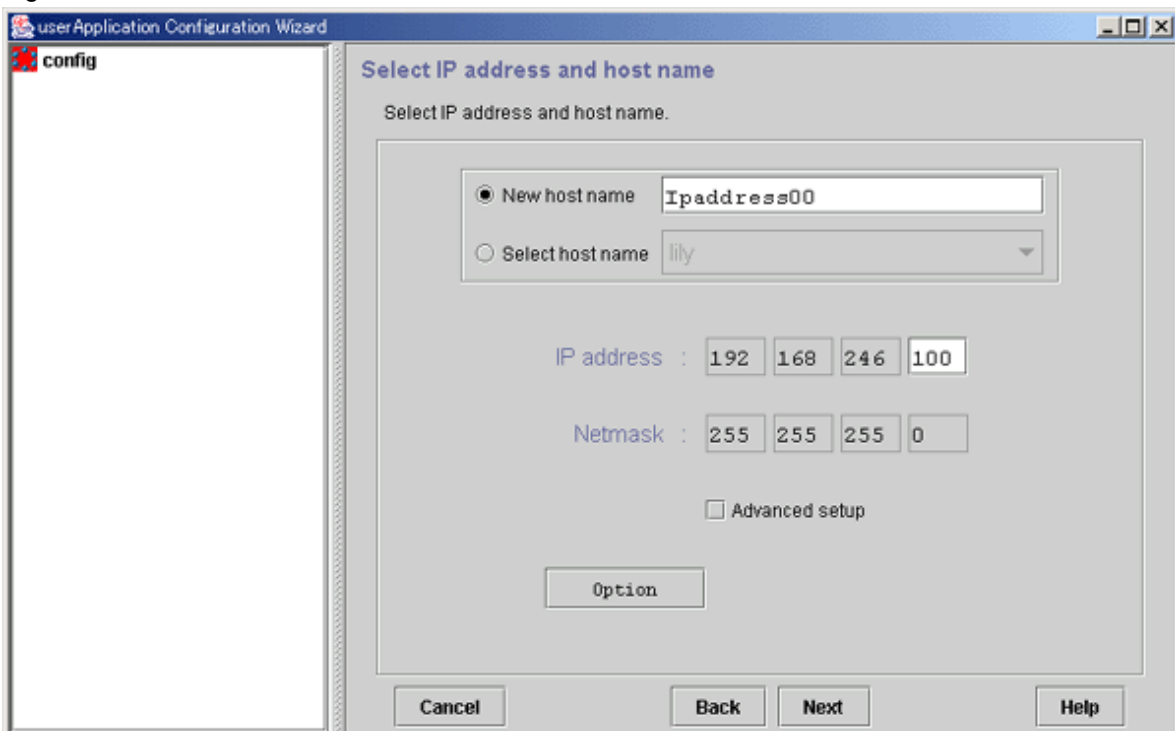 userApplication Configuration Wizard
config
Select IP address and host name
Select IP address and host name.
New host name Ipaddress00
Select host name lily
IP address : 192 168 246 100
Netmask : 255 255 255 0
Advanced setup
Option
Cancel Back Next Help